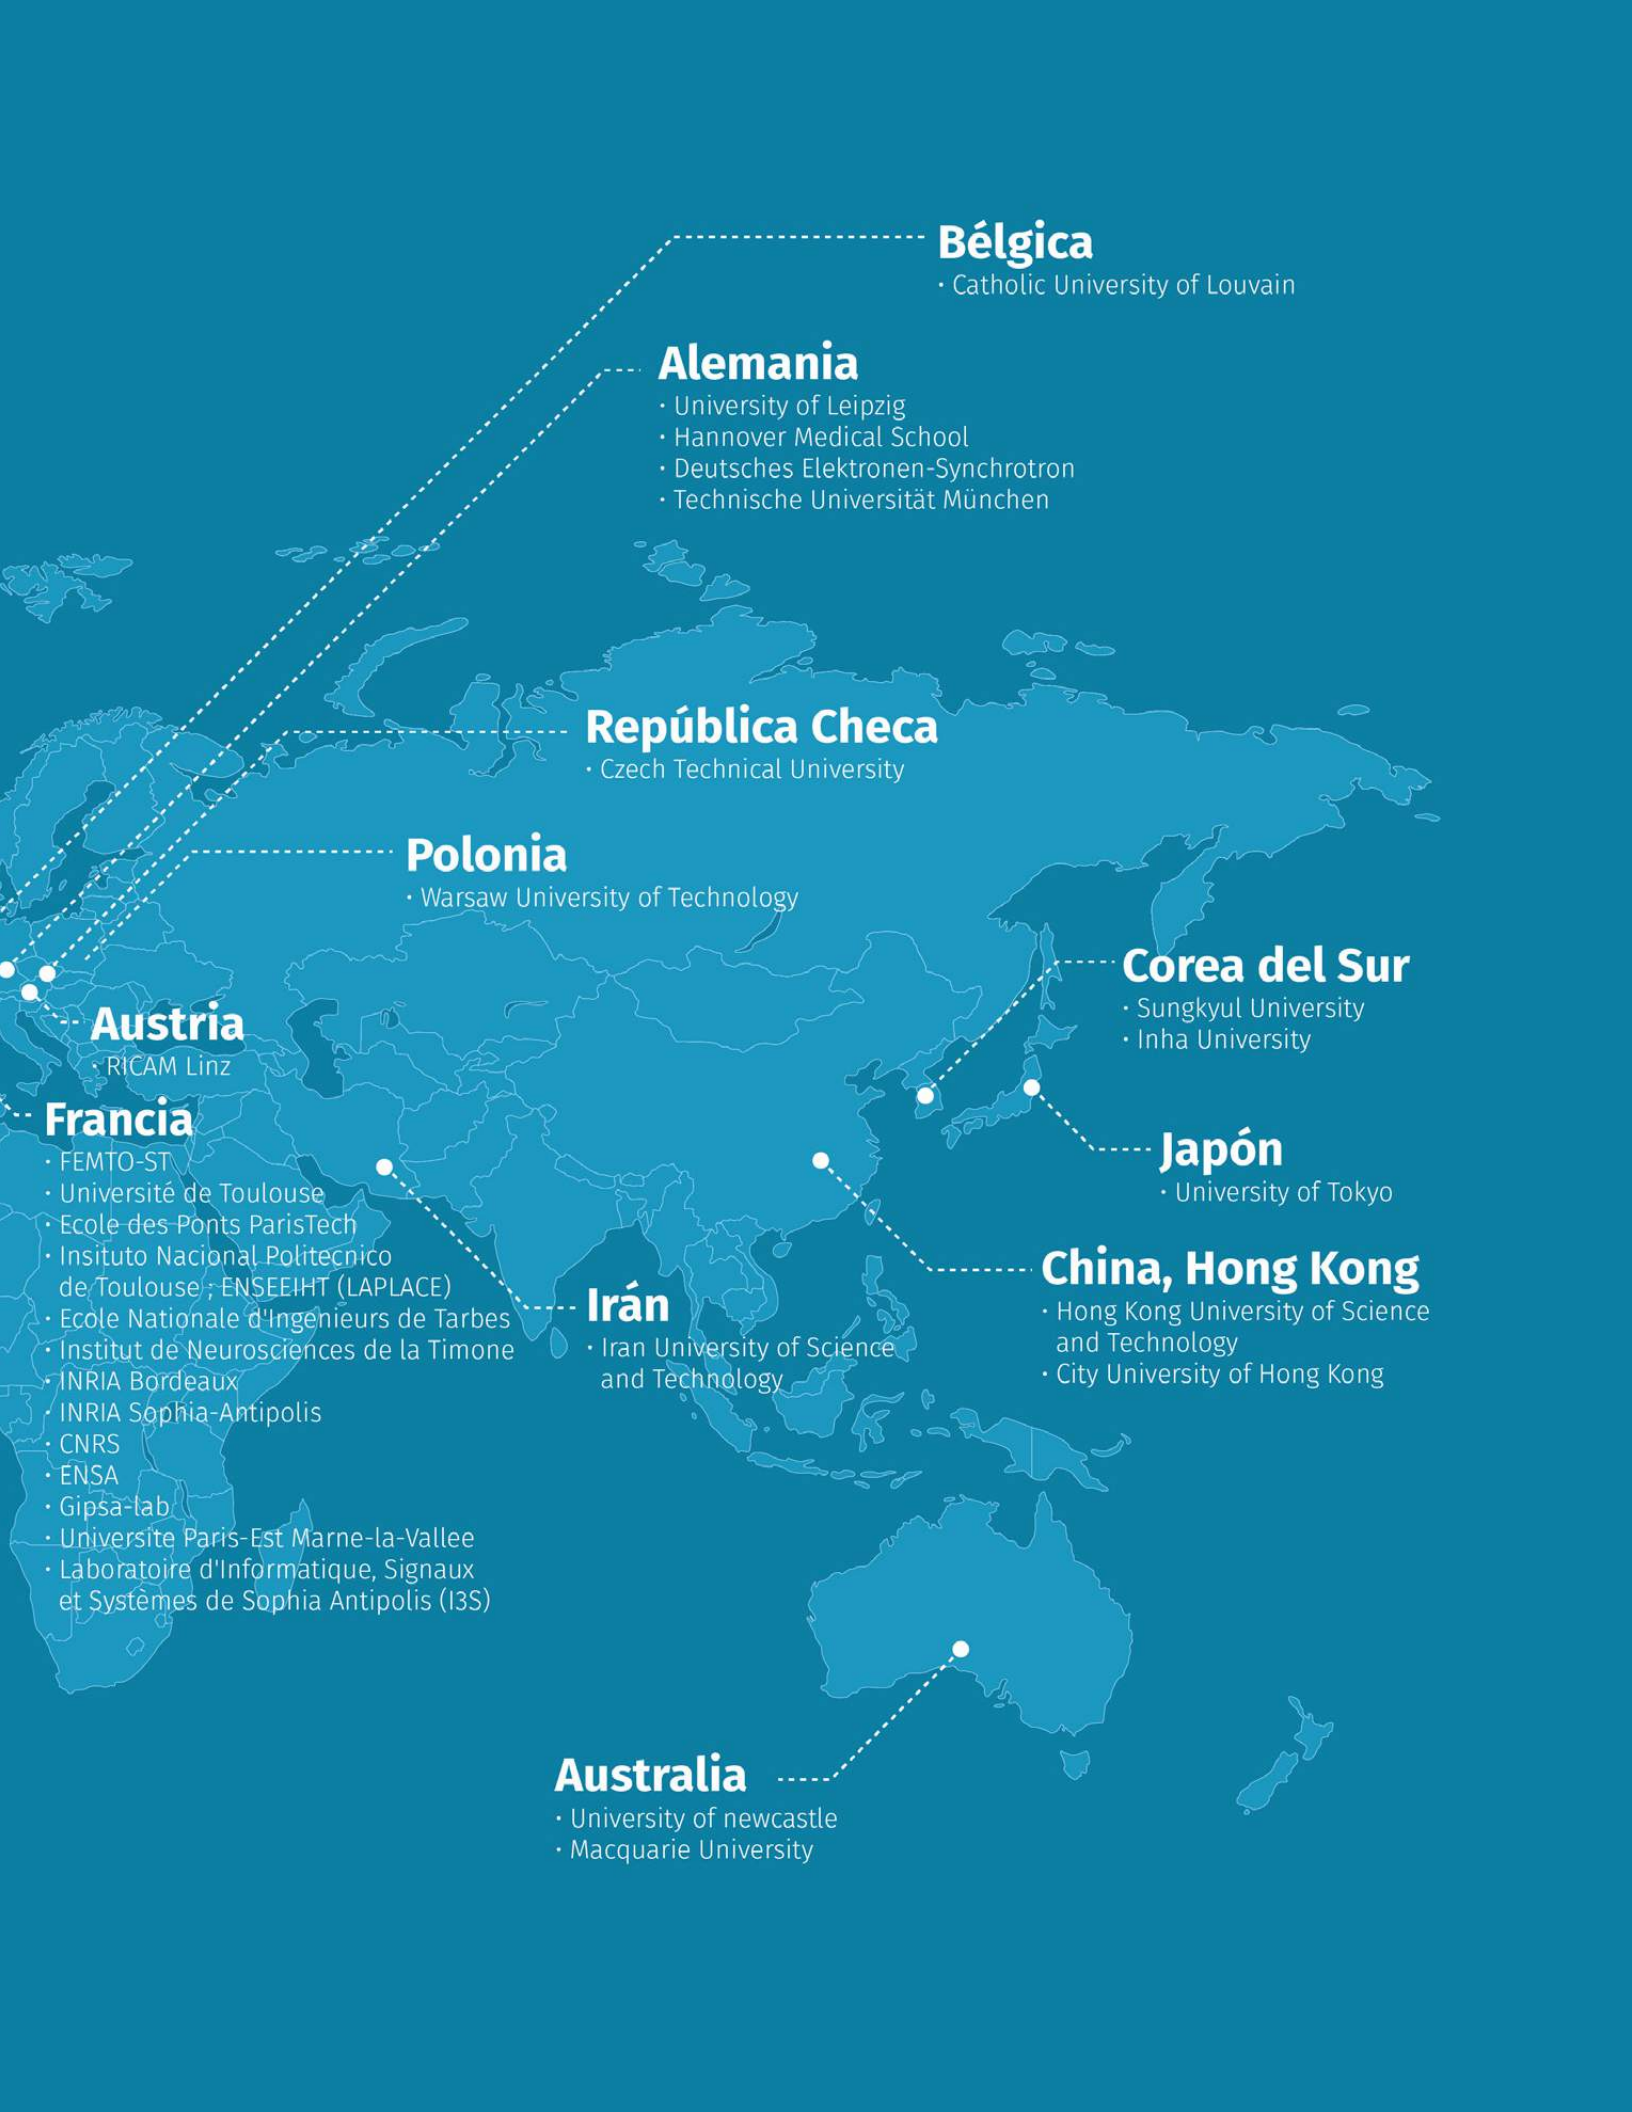 Bélgica
· Catholic University of Louvain
Alemania
· University of Leipzig
· Hannover Medical School
· Deutsches Elektronen-Synchrotron
· Technische Universität München
República Checa
· Czech Technical University
Polonia
· Warsaw University of Technology
Corea del Sur
· Sungkyul University
· Inha University
Austria
· RICAM Linz
Francia
· FEMTO-ST
· Université de Toulouse
· Ecole des Ponts ParisTech
· Insituto Nacional Politecnico
de Toulouse ; ENSEEIHT (LAPLACE)
· Ecole Nationale d'Ingenieurs de Tarbes
· Institut de Neurosciences de la Timone
· INRIA Bordeaux
· INRIA Sophia-Antipolis
· CNRS
· ENSA
· Gipsa-lab
· Universite Paris-Est Marne-la-Vallee
· Laboratoire d'Informatique, Signaux
et Systèmes de Sophia Antipolis (I3S)
Japón
· University of Tokyo
China, Hong Kong
· Hong Kong University of Science
and Technology
· City University of Hong Kong
Irán
· Iran University of Science
and Technology
Australia
· University of newcastle
· Macquarie University